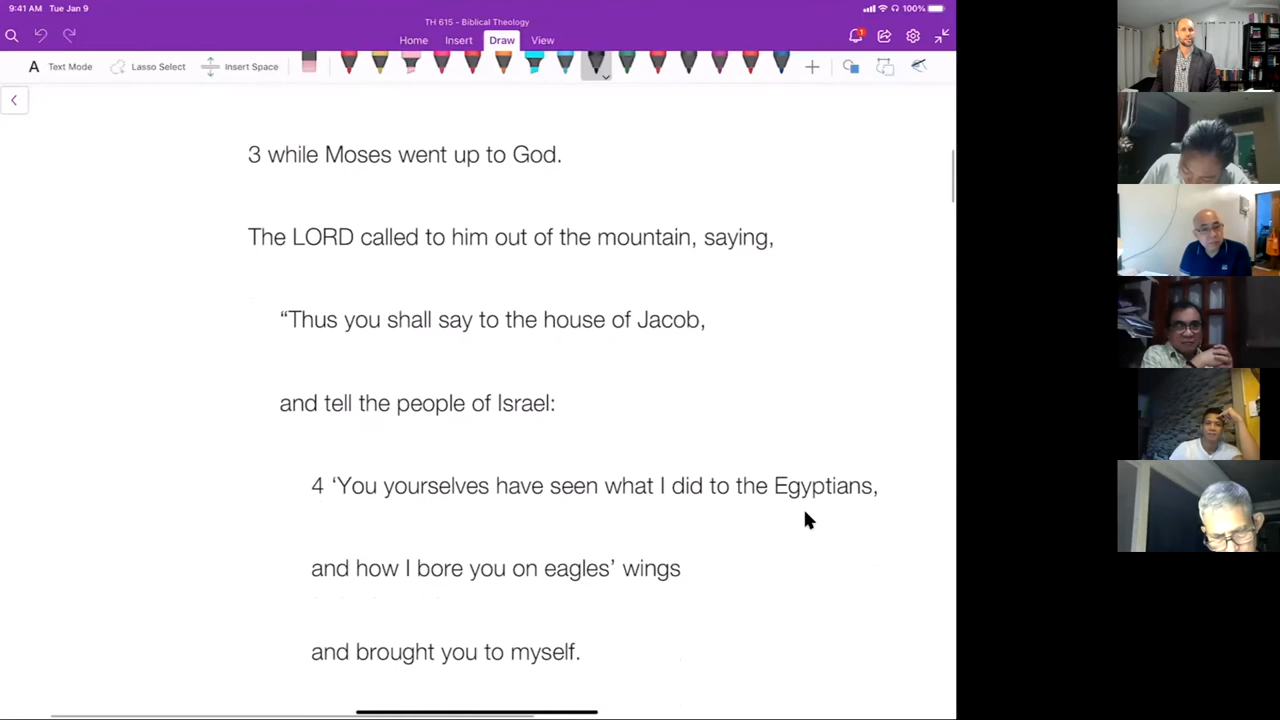 9:41 AM Tue Jan 9
100%
TH 615 - Biblical Theology
Home Insert Draw View
1
A Text Mode Lasso Select Insert Space
3 while Moses went up to God.
The LORD called to him out of the mountain, saying,
“Thus you shall say to the house of Jacob,
and tell the people of Israel:
4 ‘You yourselves have seen what I did to the Egyptians,
and how I bore you on eagles’ wings
and brought you to myself.